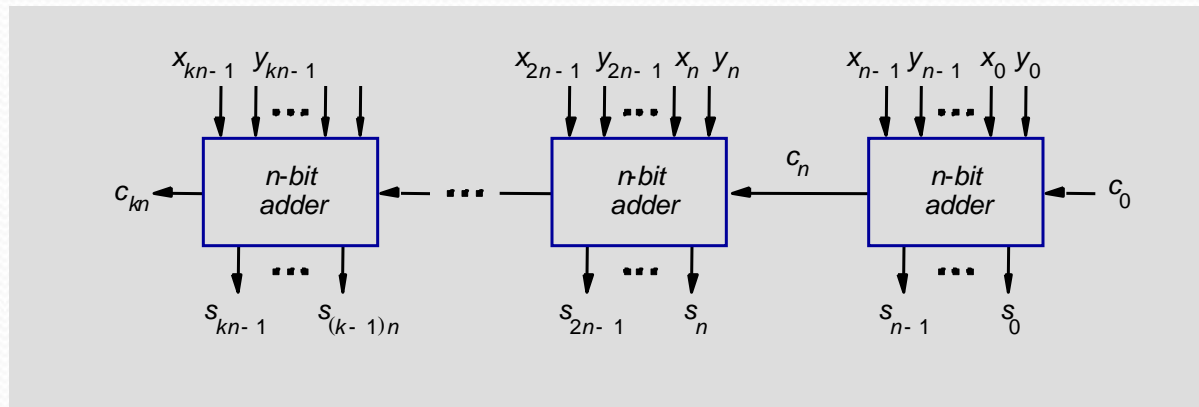 x_{kn-1} y_{kn-1} x_{2n-1} y_{2n-1} x_n y_n x_{n-1} y_{n-1} x_0 y_0
c_{kn} n-bit adder n-bit adder c_n n-bit adder c_0
s_{kn-1} s_{(k-1)n} s_{2n-1} s_n s_{n-1} s_0